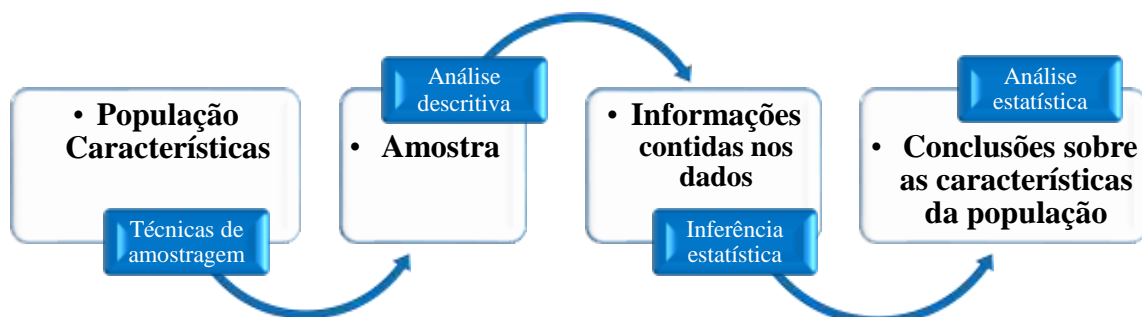 • População
Características
Técnicas de
amostragem
Análise
descritiva
• Amostra
• Informações
contidas nos
dados
Inferência
estatística
Análise
estatística
• Conclusões sobre
as características
da população